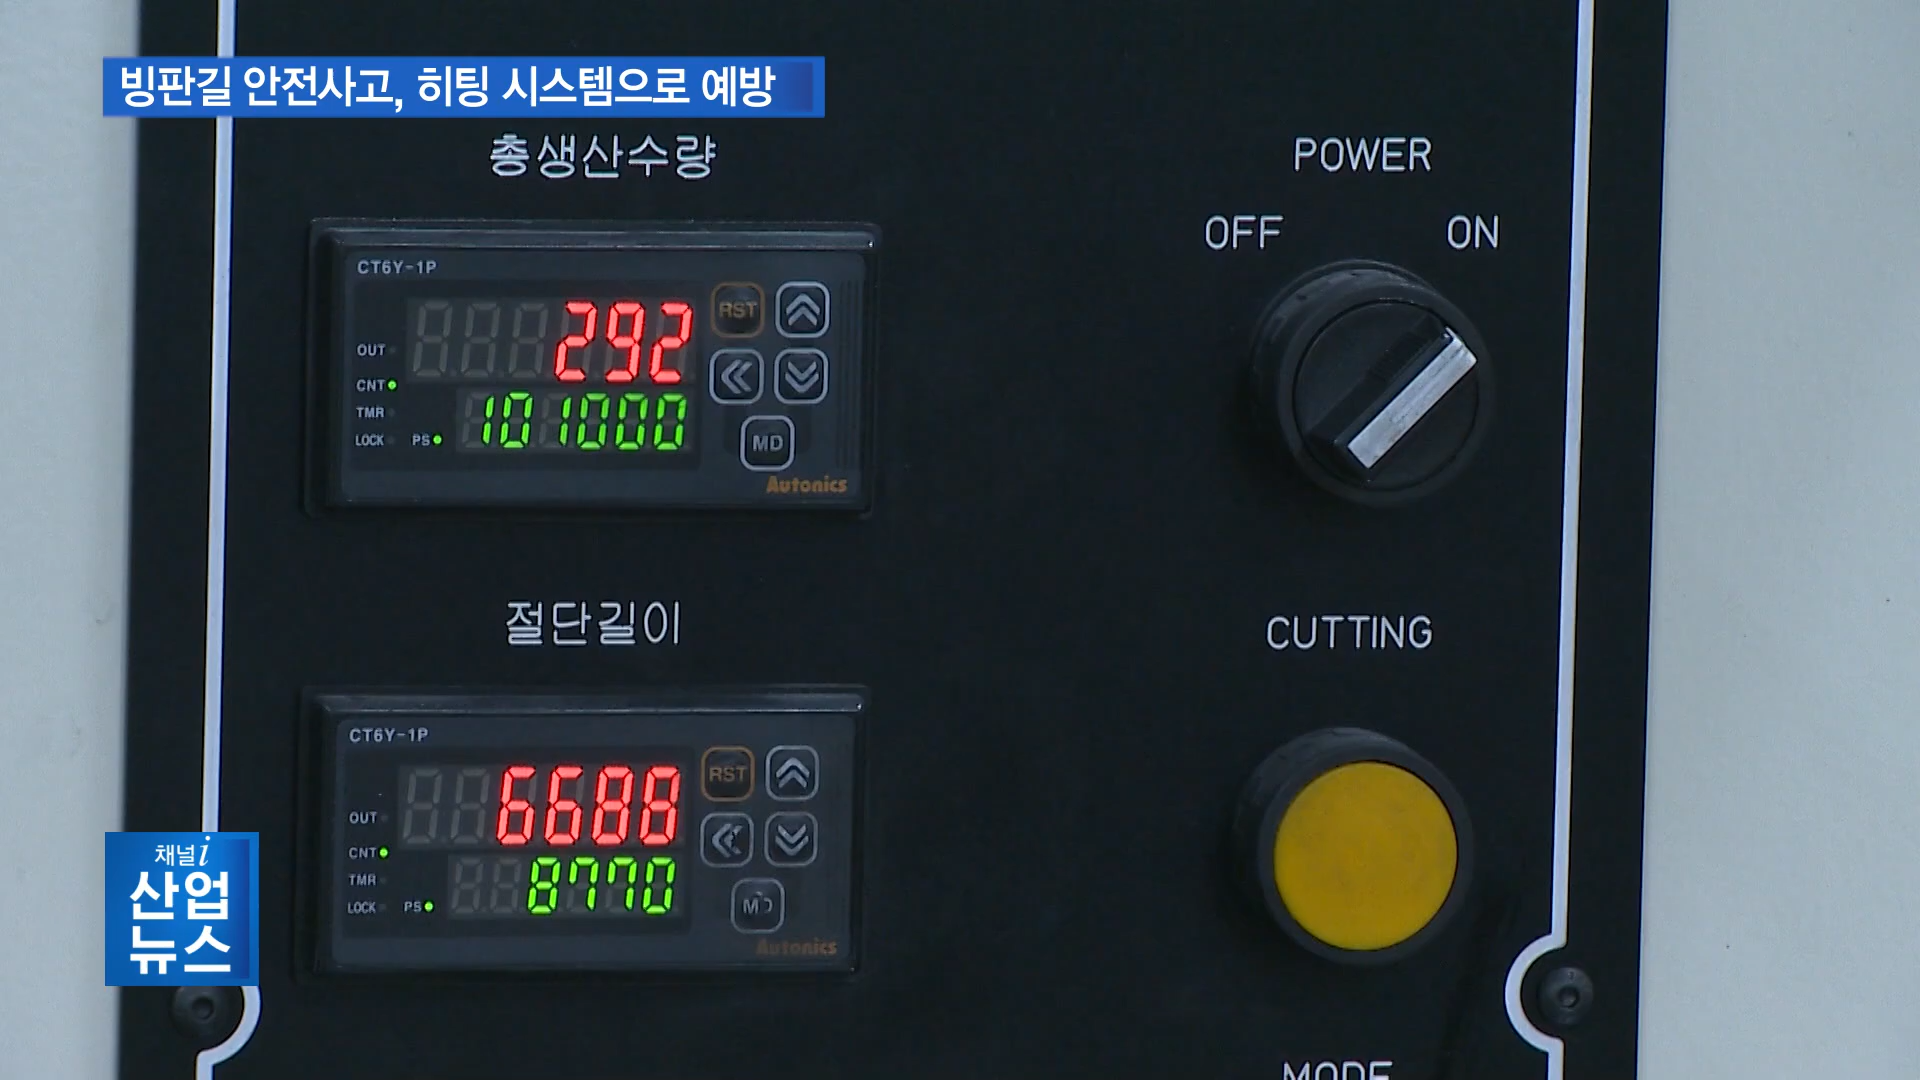 빙판길 안전사고, 히팅 시스템으로 예방
총생산수량
POWER
OFF ON
CT6Y-1P
292
101000
OUT
CNT
TMR
LOCK PS
RST
MD
Autonics
절단길이
CUTTING
CT6Y-1P
6688
8770
OUT
CNT
TMR
LOCK PS
RST
MD
Autonics
채널i
산업
뉴스
MODE